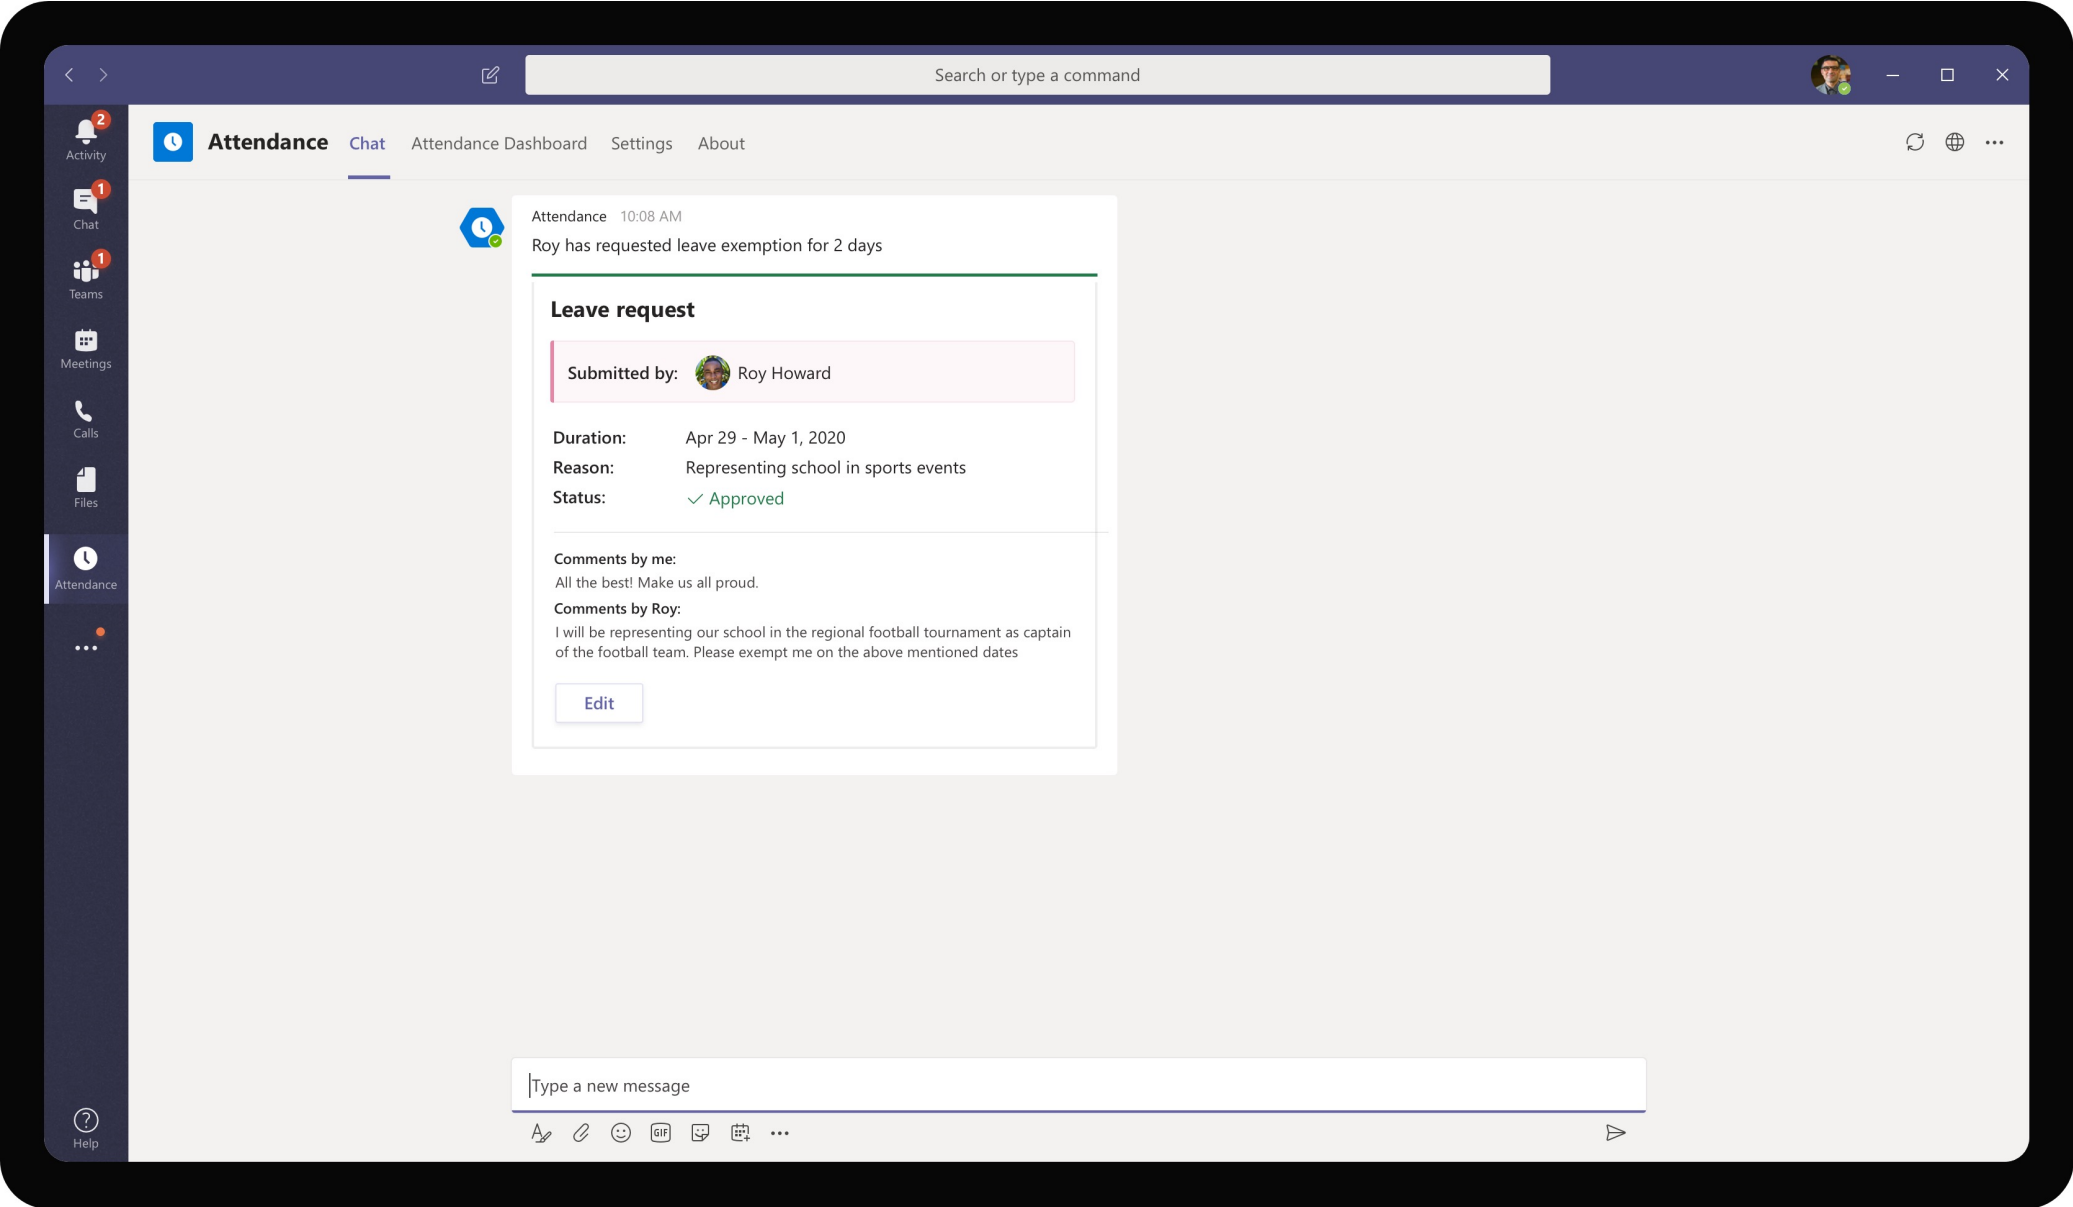 Search or type a command
2
Activity
1
Chat
1
Teams
Meetings
Calls
Files
Attendance
Help
Attendance Chat Attendance Dashboard Settings About
Attendance 10:08 AM
Roy has requested leave exemption for 2 days
Leave request
Submitted by: Roy Howard
Duration: Apr 29 - May 1, 2020
Reason: Representing school in sports events
Status: Approved
Comments by me:
All the best! Make us all proud.
Comments by Roy:
I will be representing our school in the regional football tournament as captain
of the football team. Please exempt me on the above mentioned dates
Edit
Type a new message
GIF